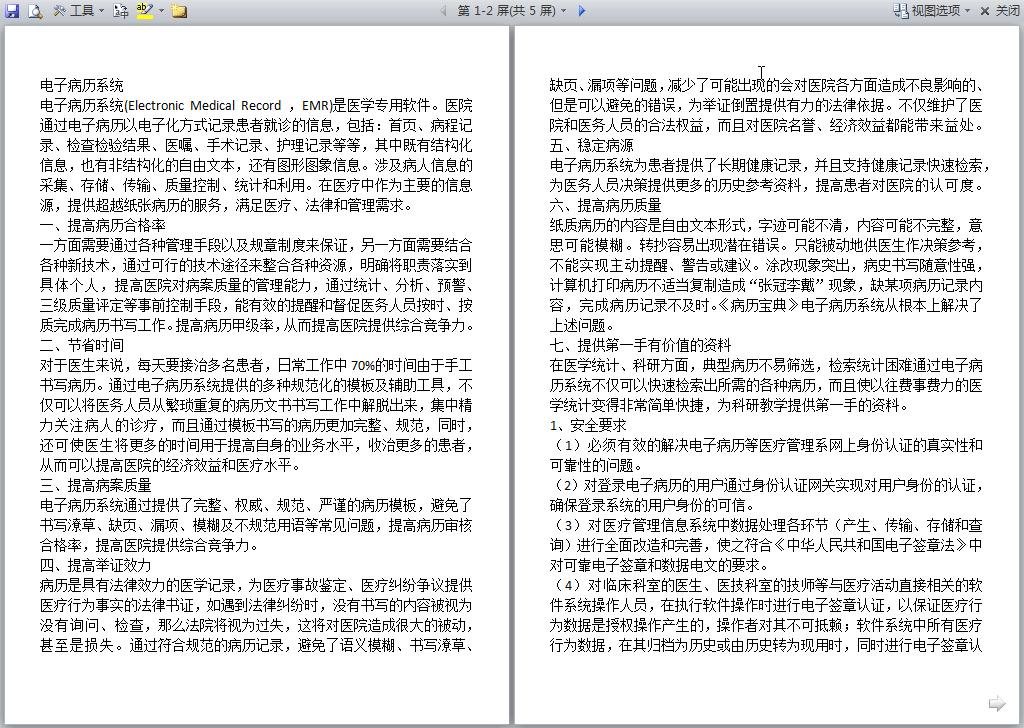 工具
第 1-2 屏(共 5 屏)
视图选项
关闭
电子病历系统
电子病历系统(Electronic Medical Record ，EMR)是医学专用软件。医院
通过电子病历以电子化方式记录患者就诊的信息，包括：首页、病程记
录、检查检验结果、医嘱、手术记录、护理记录等等，其中既有结构化
信息，也有非结构化的自由文本，还有图形图象信息。涉及病人信息的
采集、存储、传输、质量控制、统计和利用。在医疗中作为主要的信息
源，提供超越纸张病历的服务，满足医疗、法律和管理需求。
一、提高病历合格率
一方面需要通过各种管理手段以及规章制度来保证，另一方面需要结合
各种新技术，通过可行的技术途径来整合各种资源，明确将职责落实到
具体个人，提高医院对病案质量的管理能力，通过统计、分析、预警、
三级质量评定等事前控制手段，能有效的提醒和督促医务人员按时、按
质完成病历书写工作。提高病历甲级率，从而提高医院提供综合竞争力。
二、节省时间
对于医生来说，每天要接治多名患者，日常工作中 70%的时间由于手工
书写病历。通过电子病历系统提供的多种规范化的模板及辅助工具，不
仅可以将医务人员从繁琐重复的病历文书书写工作中解脱出来，集中精
力关注病人的诊疗，而且通过模板书写的病历更加完整、规范，同时，
还可使医生将更多的时间用于提高自身的业务水平，收治更多的患者，
从而可以提高医院的经济效益和医疗水平。
三、提高病案质量
电子病历系统通过提供了完整、权威、规范、严谨的病历模板，避免了
书写潦草、缺页、漏项、模糊及不规范用语等常见问题，提高病历审核
合格率，提高医院提供综合竞争力。
四、提高举证效力
病历是具有法律效力的医学记录，为医疗事故鉴定、医疗纠纷争议提供
医疗行为事实的法律书证，如遇到法律纠纷时，没有书写的内容被视为
没有询问、检查，那么法院将视为过失，这将对医院造成很大的被动，
甚至是损失。通过符合规范的病历记录，避免了语义模糊、书写潦草、
缺页、漏项等问题，减少了可能出现的会对医院各方面造成不良影响的、
但是可以避免的错误，为举证倒置提供有力的法律依据。不仅维护了医
院和医务人员的合法权益，而且对医院名誉、经济效益都能带来益处。
五、稳定病源
电子病历系统为患者提供了长期健康记录，并且支持健康记录快速检索，
为医务人员决策提供更多的历史参考资料，提高患者对医院的认可度。
六、提高病历质量
纸质病历的内容是自由文本形式，字迹可能不清，内容可能不完整，意
思可能模糊。转抄容易出现潜在错误。只能被动地供医生作决策参考，
不能实现主动提醒、警告或建议。涂改现象突出，病史书写随意性强，
计算机打印病历不适当复制造成“张冠李戴”现象，缺某项病历记录内
容，完成病历记录不及时。《病历宝典》电子病历系统从根本上解决了
上述问题。
七、提供第一手有价值的资料
在医学统计、科研方面，典型病历不易筛选，检索统计困难通过电子病
历系统不仅可以快速检索出所需的各种病历，而且使以往费事费力的医
学统计变得非常简单快捷，为科研教学提供第一手的资料。
1、安全要求
（1）必须有效的解决电子病历等医疗管理系网上身份认证的真实性和
可靠性的问题。
（2）对登录电子病历的用户通过身份认证网关实现对用户身份的认证，
确保登录系统的用户身份的可信。
（3）对医疗管理信息系统中数据处理各环节（产生、传输、存储和查
询）进行全面改造和完善，使之符合《中华人民共和国电子签章法》中
对可靠电子签章和数据电文的要求。
（4）对临床科室的医生、医技科室的技师等与医疗活动直接相关的软
件系统操作人员，在执行软件操作时进行电子签章认证，以保证医疗行
为数据是授权操作产生的，操作者对其不可抵赖；软件系统中所有医疗
行为数据，在其归档为历史或由历史转为现用时，同时进行电子签章认